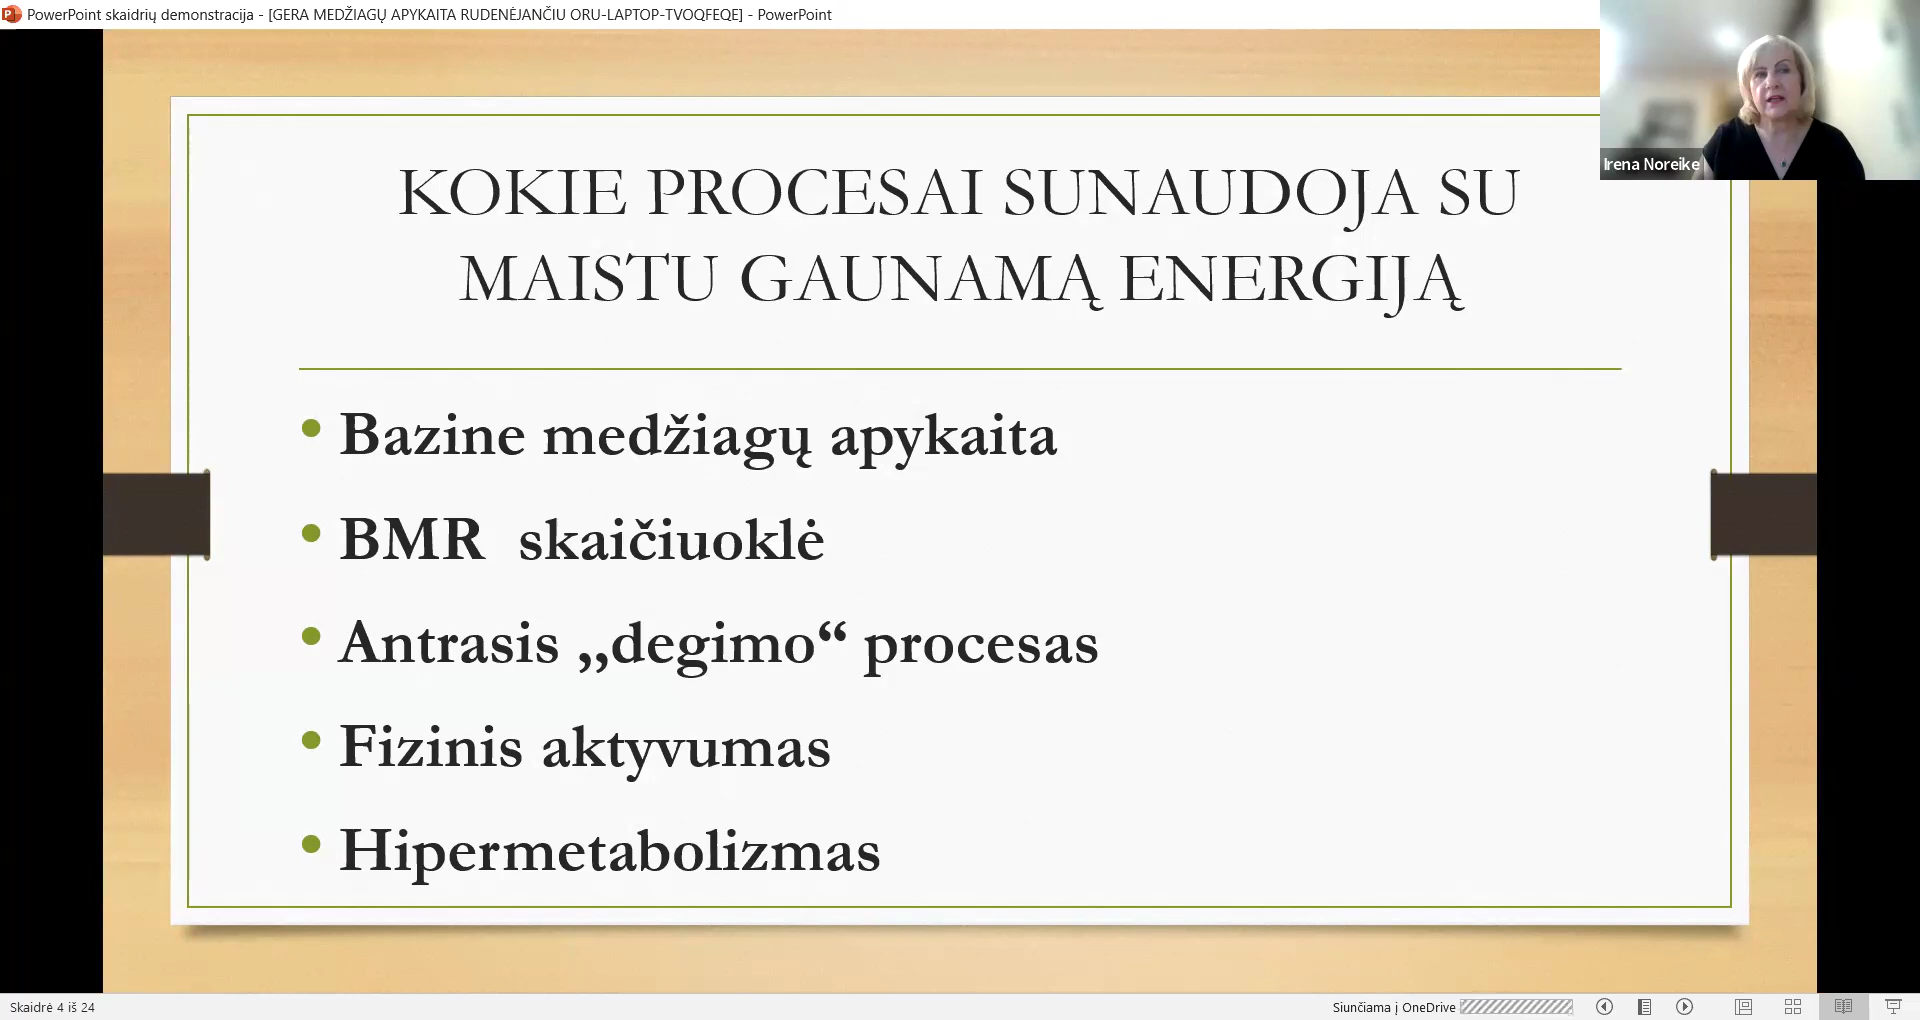 PowerPoint skaidrių demonstracija - [GERA MEDŽIAGŲ APYKAITA RUDENĖJANČIU ORU-LAPTOP-TVOQFEQE] - PowerPoint
Irena Noreike
KOKIE PROCESAI SUNAUDOJA SU
MAISTU GAUNAMĄ ENERGIJĄ
• Bazine medžiagų apykaita
• BMR skaičiuoklė
• Antrasis ,,degimo“ procesas
• Fizinis aktyvumas
• Hipermetabolizmas
Skaidrė 4 iš 24
Siunčiama į OneDrive